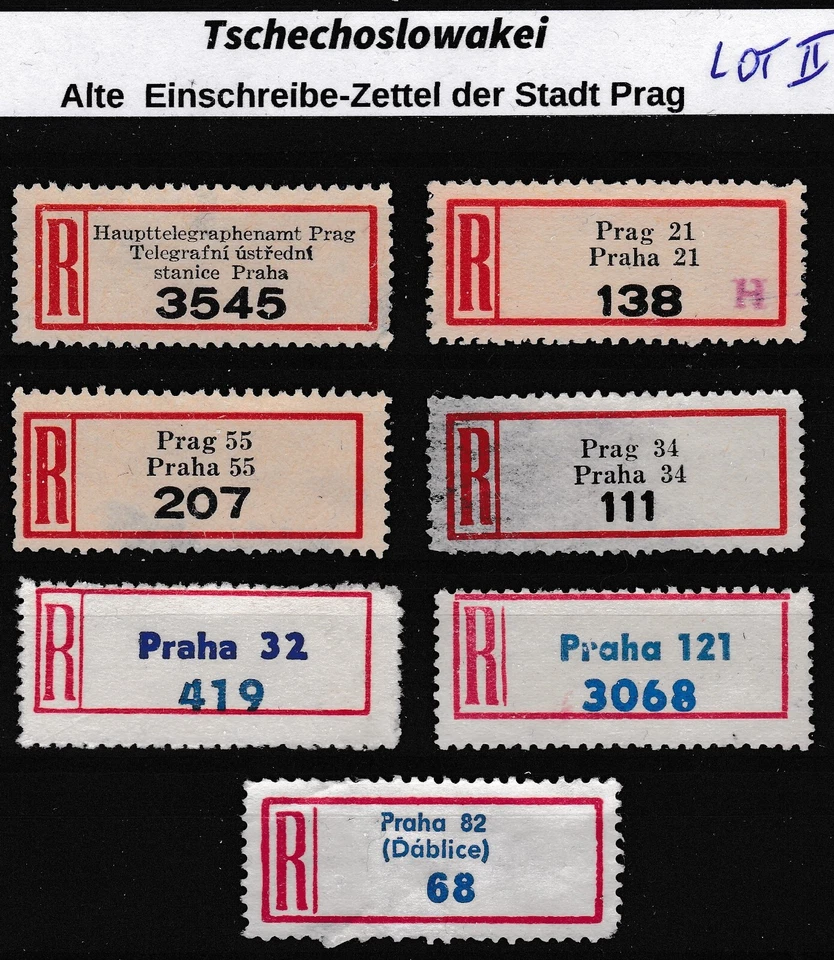 Tschechoslowakei
LOT II
Alte Einschreibe-Zettel der Stadt Prag
R
Haupttelegraphenamt Prag
Telegrafní ústřední
stanice Praha
3545
R
Prag 21
Praha 21
138 H
R
Prag 55
Praha 55
207
R
Prag 34
Praha 34
111
R
Praha 32
419
R
Praha 121
3068
R
Praha 82
(Ďáblice)
68